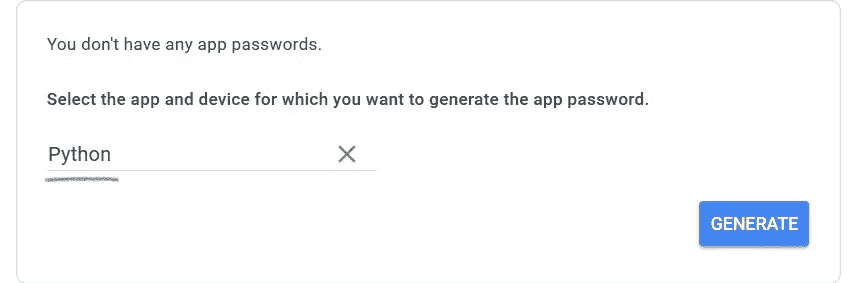 You don't have any app passwords.
Select the app and device for which you want to generate the app password.
Python
GENERATE